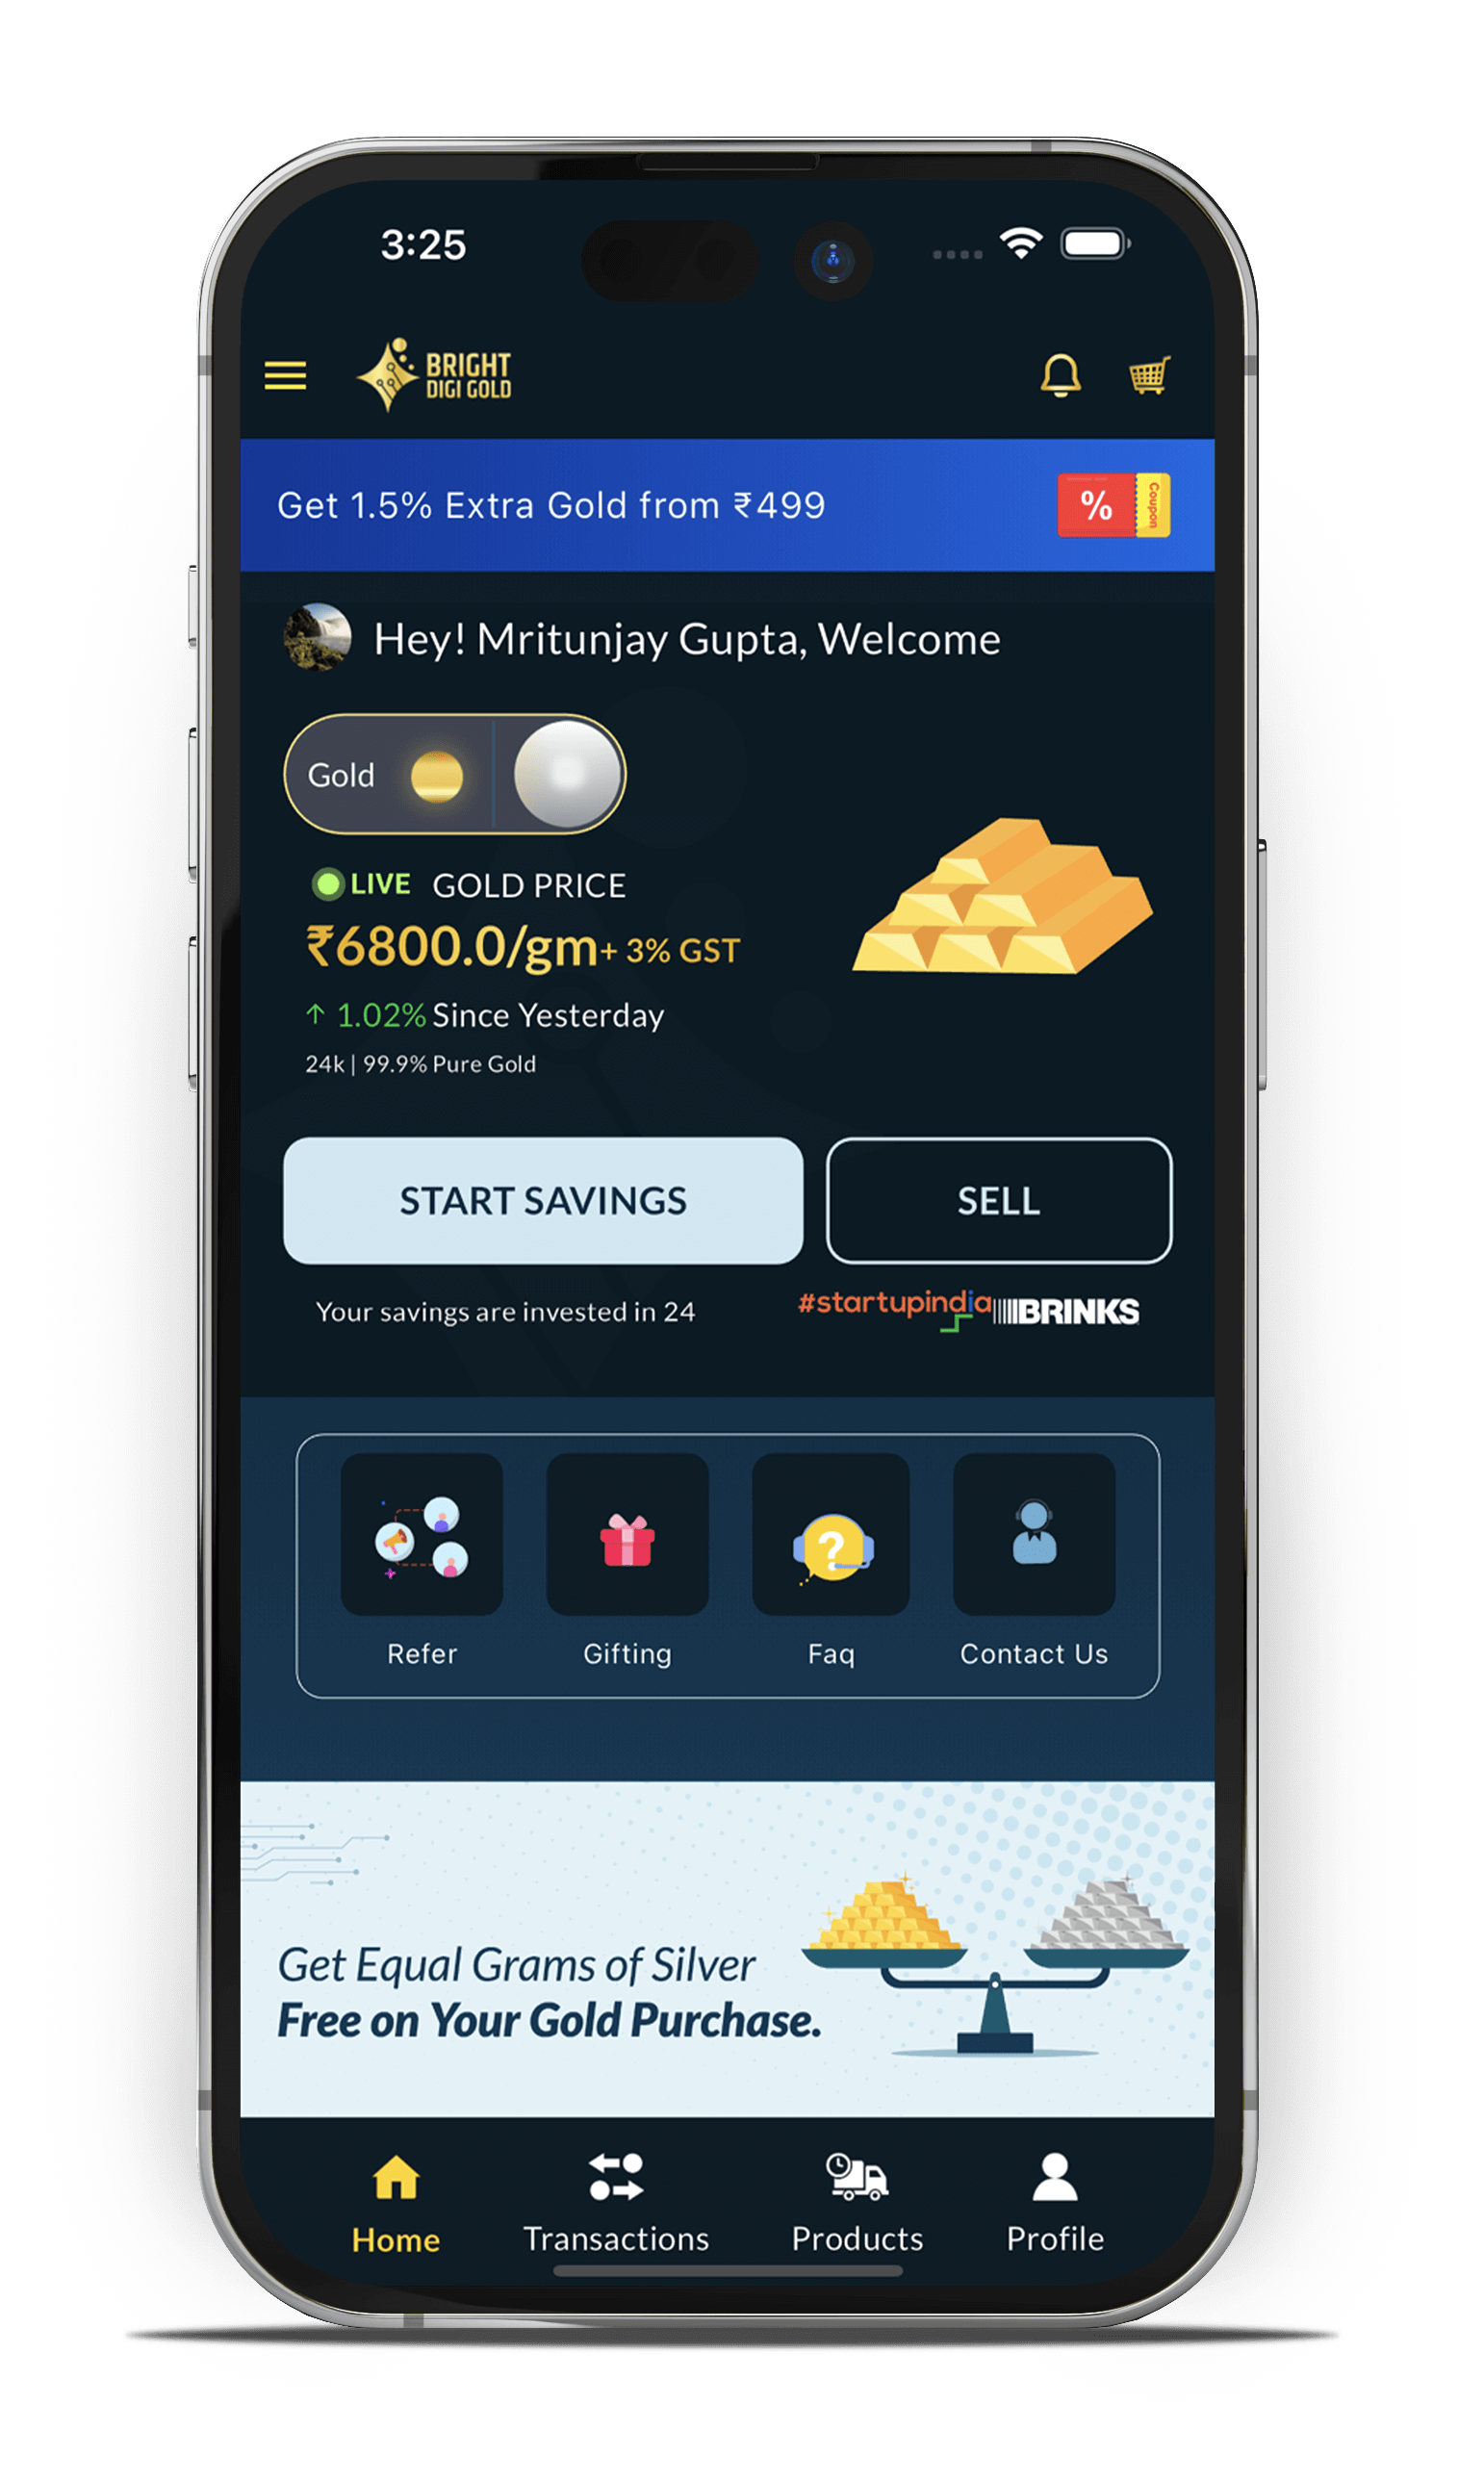 3:25
BRIGHT
DIGI GOLD
Get 1.5% Extra Gold from ₹499
%
Coupon
Hey! Mritunjay Gupta, Welcome
Gold
LIVE GOLD PRICE
₹6800.0/gm+ 3% GST
↑ 1.02% Since Yesterday
24k | 99.9% Pure Gold
START SAVINGS
SELL
Your savings are invested in 24
#startupindia BRINKS
?
Refer
Gifting
Faq
Contact Us
Get Equal Grams of Silver
Free on Your Gold Purchase.
Home
Transactions
Products
Profile